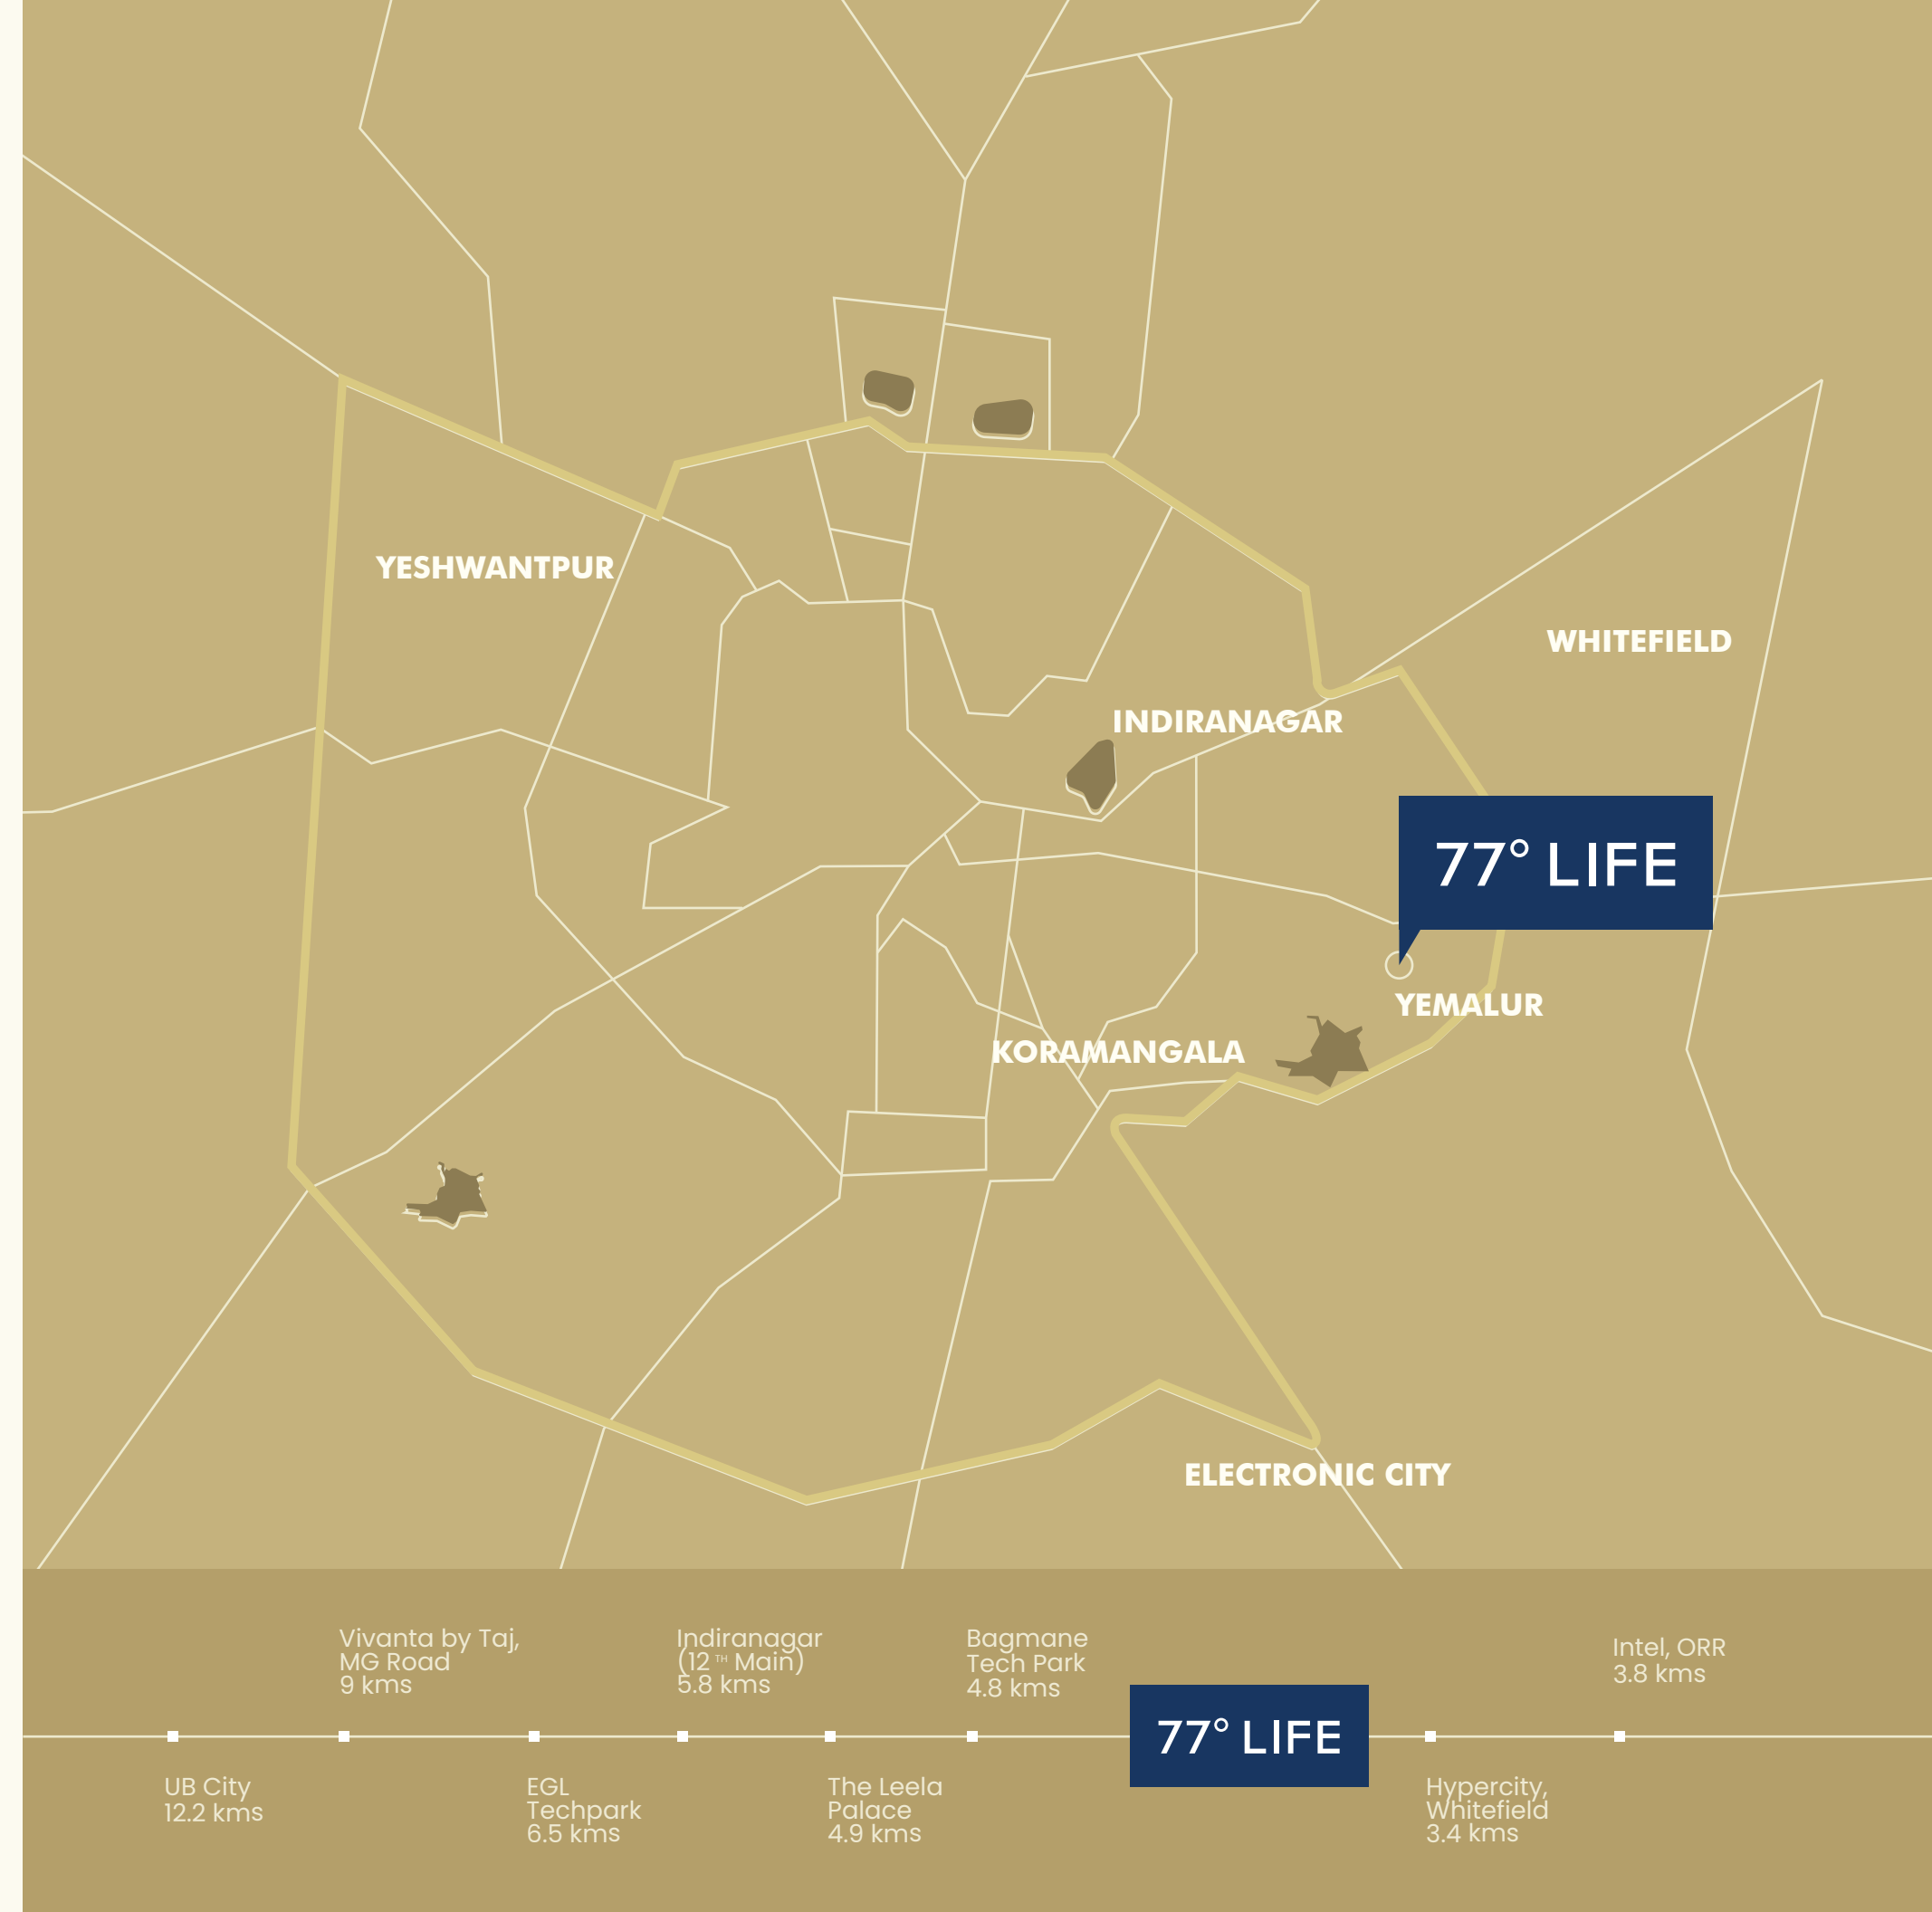 YESHWANTPUR
WHITEFIELD
INDIRANAGAR
77° LIFE
YEMALUR
KORAMANGALA
ELECTRONIC CITY
Vivanta by Taj,
MG Road
9 kms
Indiranagar
(12 TH Main)
5.8 kms
Bagmane
Tech Park
4.8 kms
Intel, ORR
3.8 kms
77° LIFE
UB City
12.2 kms
EGL
Techpark
6.5 kms
The Leela
Palace
4.9 kms
Hypercity,
Whitefield
3.4 kms